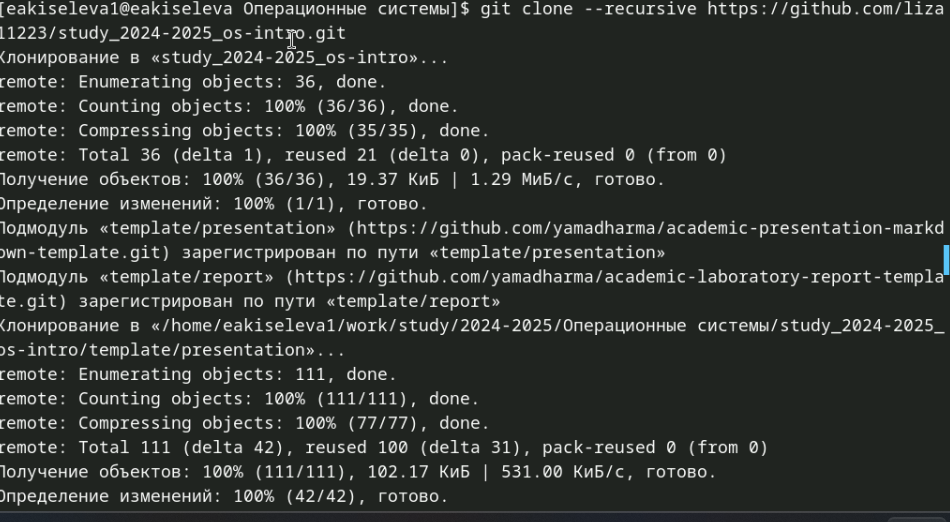 [eakiseleva1@eakiseleva Операционные системы]$ git clone --recursive https://github.com/liza
11223/study_2024-2025_os-intro.git
Клонирование в «study_2024-2025_os-intro»...
remote: Enumerating objects: 36, done.
remote: Counting objects: 100% (36/36), done.
remote: Compressing objects: 100% (35/35), done.
remote: Total 36 (delta 1), reused 21 (delta 0), pack-reused 0 (from 0)
Получение объектов: 100% (36/36), 19.37 КиБ | 1.29 МиБ/с, готово.
Определение изменений: 100% (1/1), готово.
Подмодуль «template/presentation» (https://github.com/yamadharma/academic-presentation-markd
own-template.git) зарегистрирован по пути «template/presentation»
Подмодуль «template/report» (https://github.com/yamadharma/academic-laboratory-report-templa
te.git) зарегистрирован по пути «template/report»
Клонирование в «/home/eakiseleva1/work/study/2024-2025/Операционные системы/study_2024-2025_
os-intro/template/presentation»...
remote: Enumerating objects: 111, done.
remote: Counting objects: 100% (111/111), done.
remote: Compressing objects: 100% (77/77), done.
remote: Total 111 (delta 42), reused 100 (delta 31), pack-reused 0 (from 0)
Получение объектов: 100% (111/111), 102.17 КиБ | 531.00 КиБ/с, готово.
Определение изменений: 100% (42/42), готово.